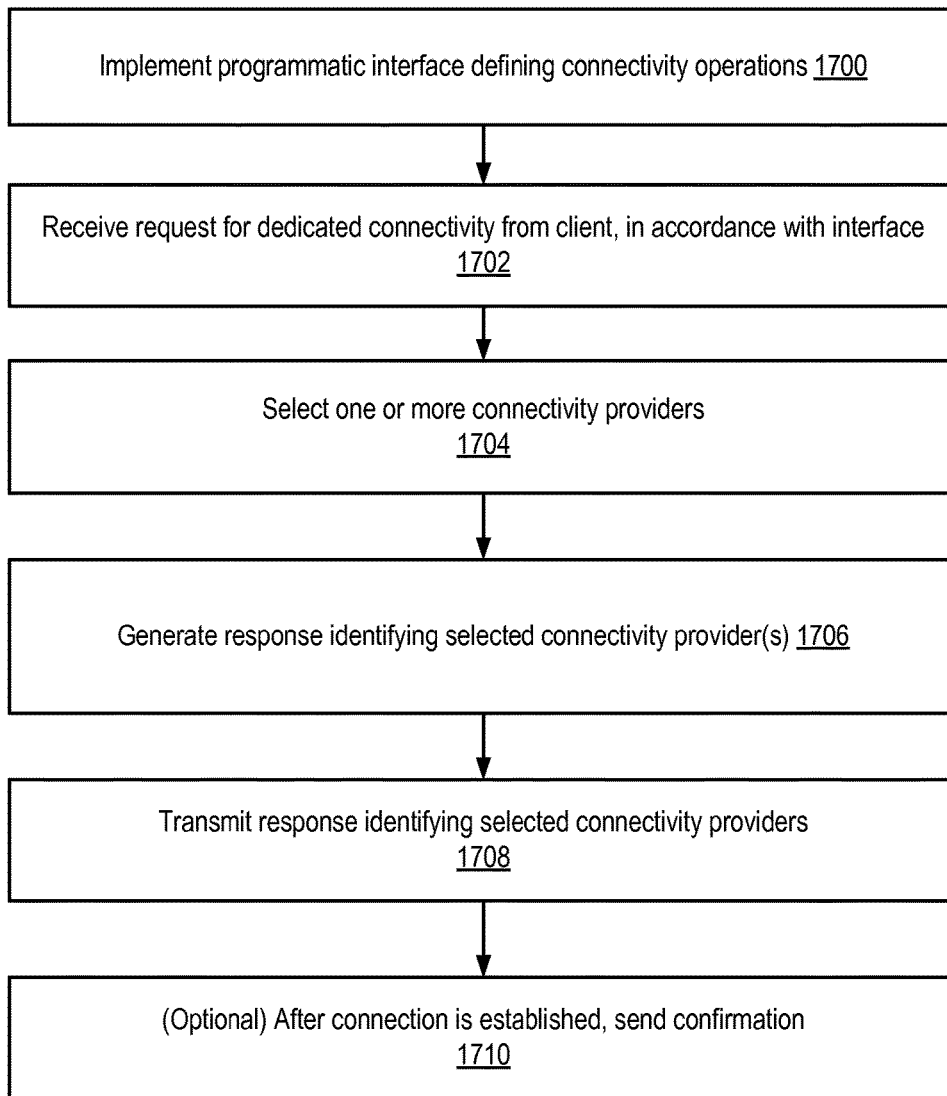 Implement programmatic interface defining connectivity operations 1700
Receive request for dedicated connectivity from client, in accordance with interface
1702
Select one or more connectivity providers
1704
Generate response identifying selected connectivity provider(s) 1706
Transmit response identifying selected connectivity providers
1708
(Optional) After connection is established, send confirmation
1710